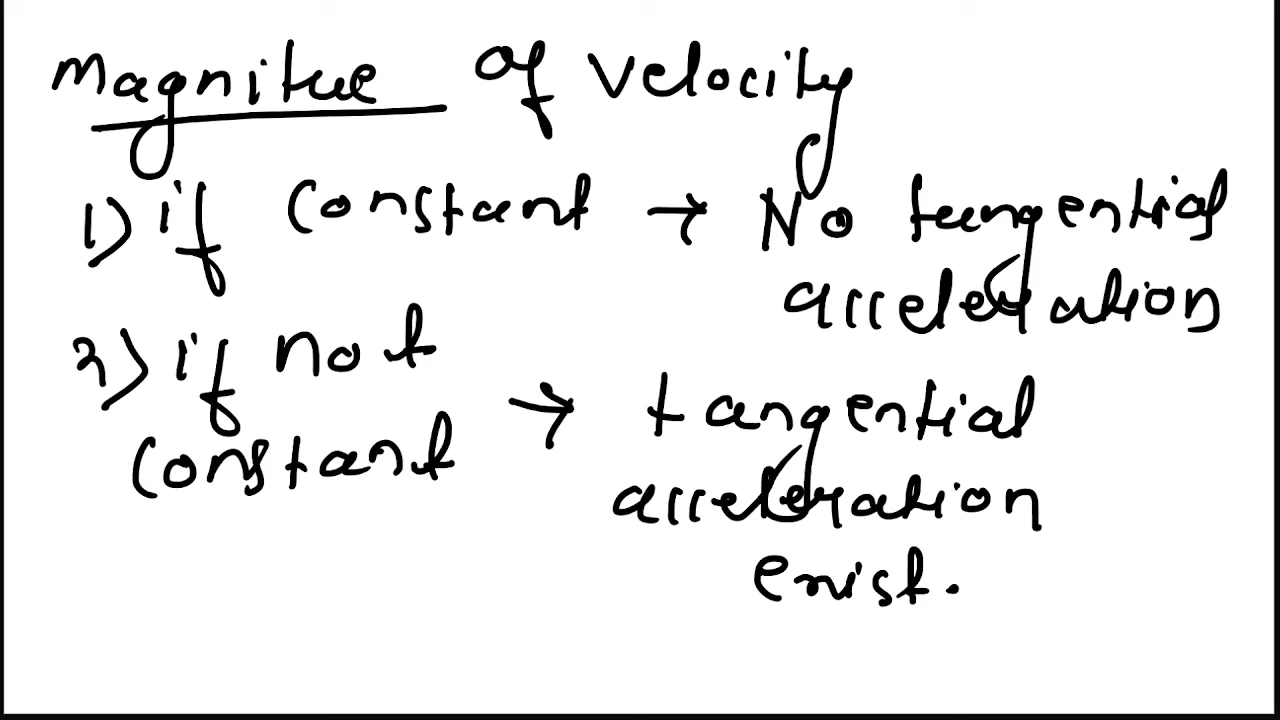 Magnitue of velocity
1) if constant → No tangential
acceleration
2) if not
constant → tangential
acceleration
exist.